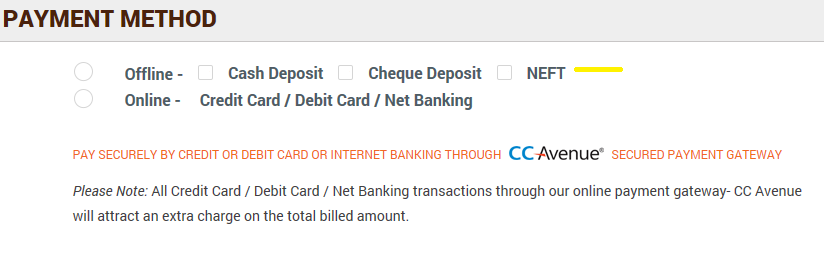 PAYMENT METHOD
Offline - Cash Deposit Cheque Deposit NEFT
Online - Credit Card / Debit Card / Net Banking
PAY SECURELY BY CREDIT OR DEBIT CARD OR INTERNET BANKING THROUGH CCAvenue® SECURED PAYMENT GATEWAY
Please Note: All Credit Card / Debit Card / Net Banking transactions through our online payment gateway- CC Avenue
will attract an extra charge on the total billed amount.